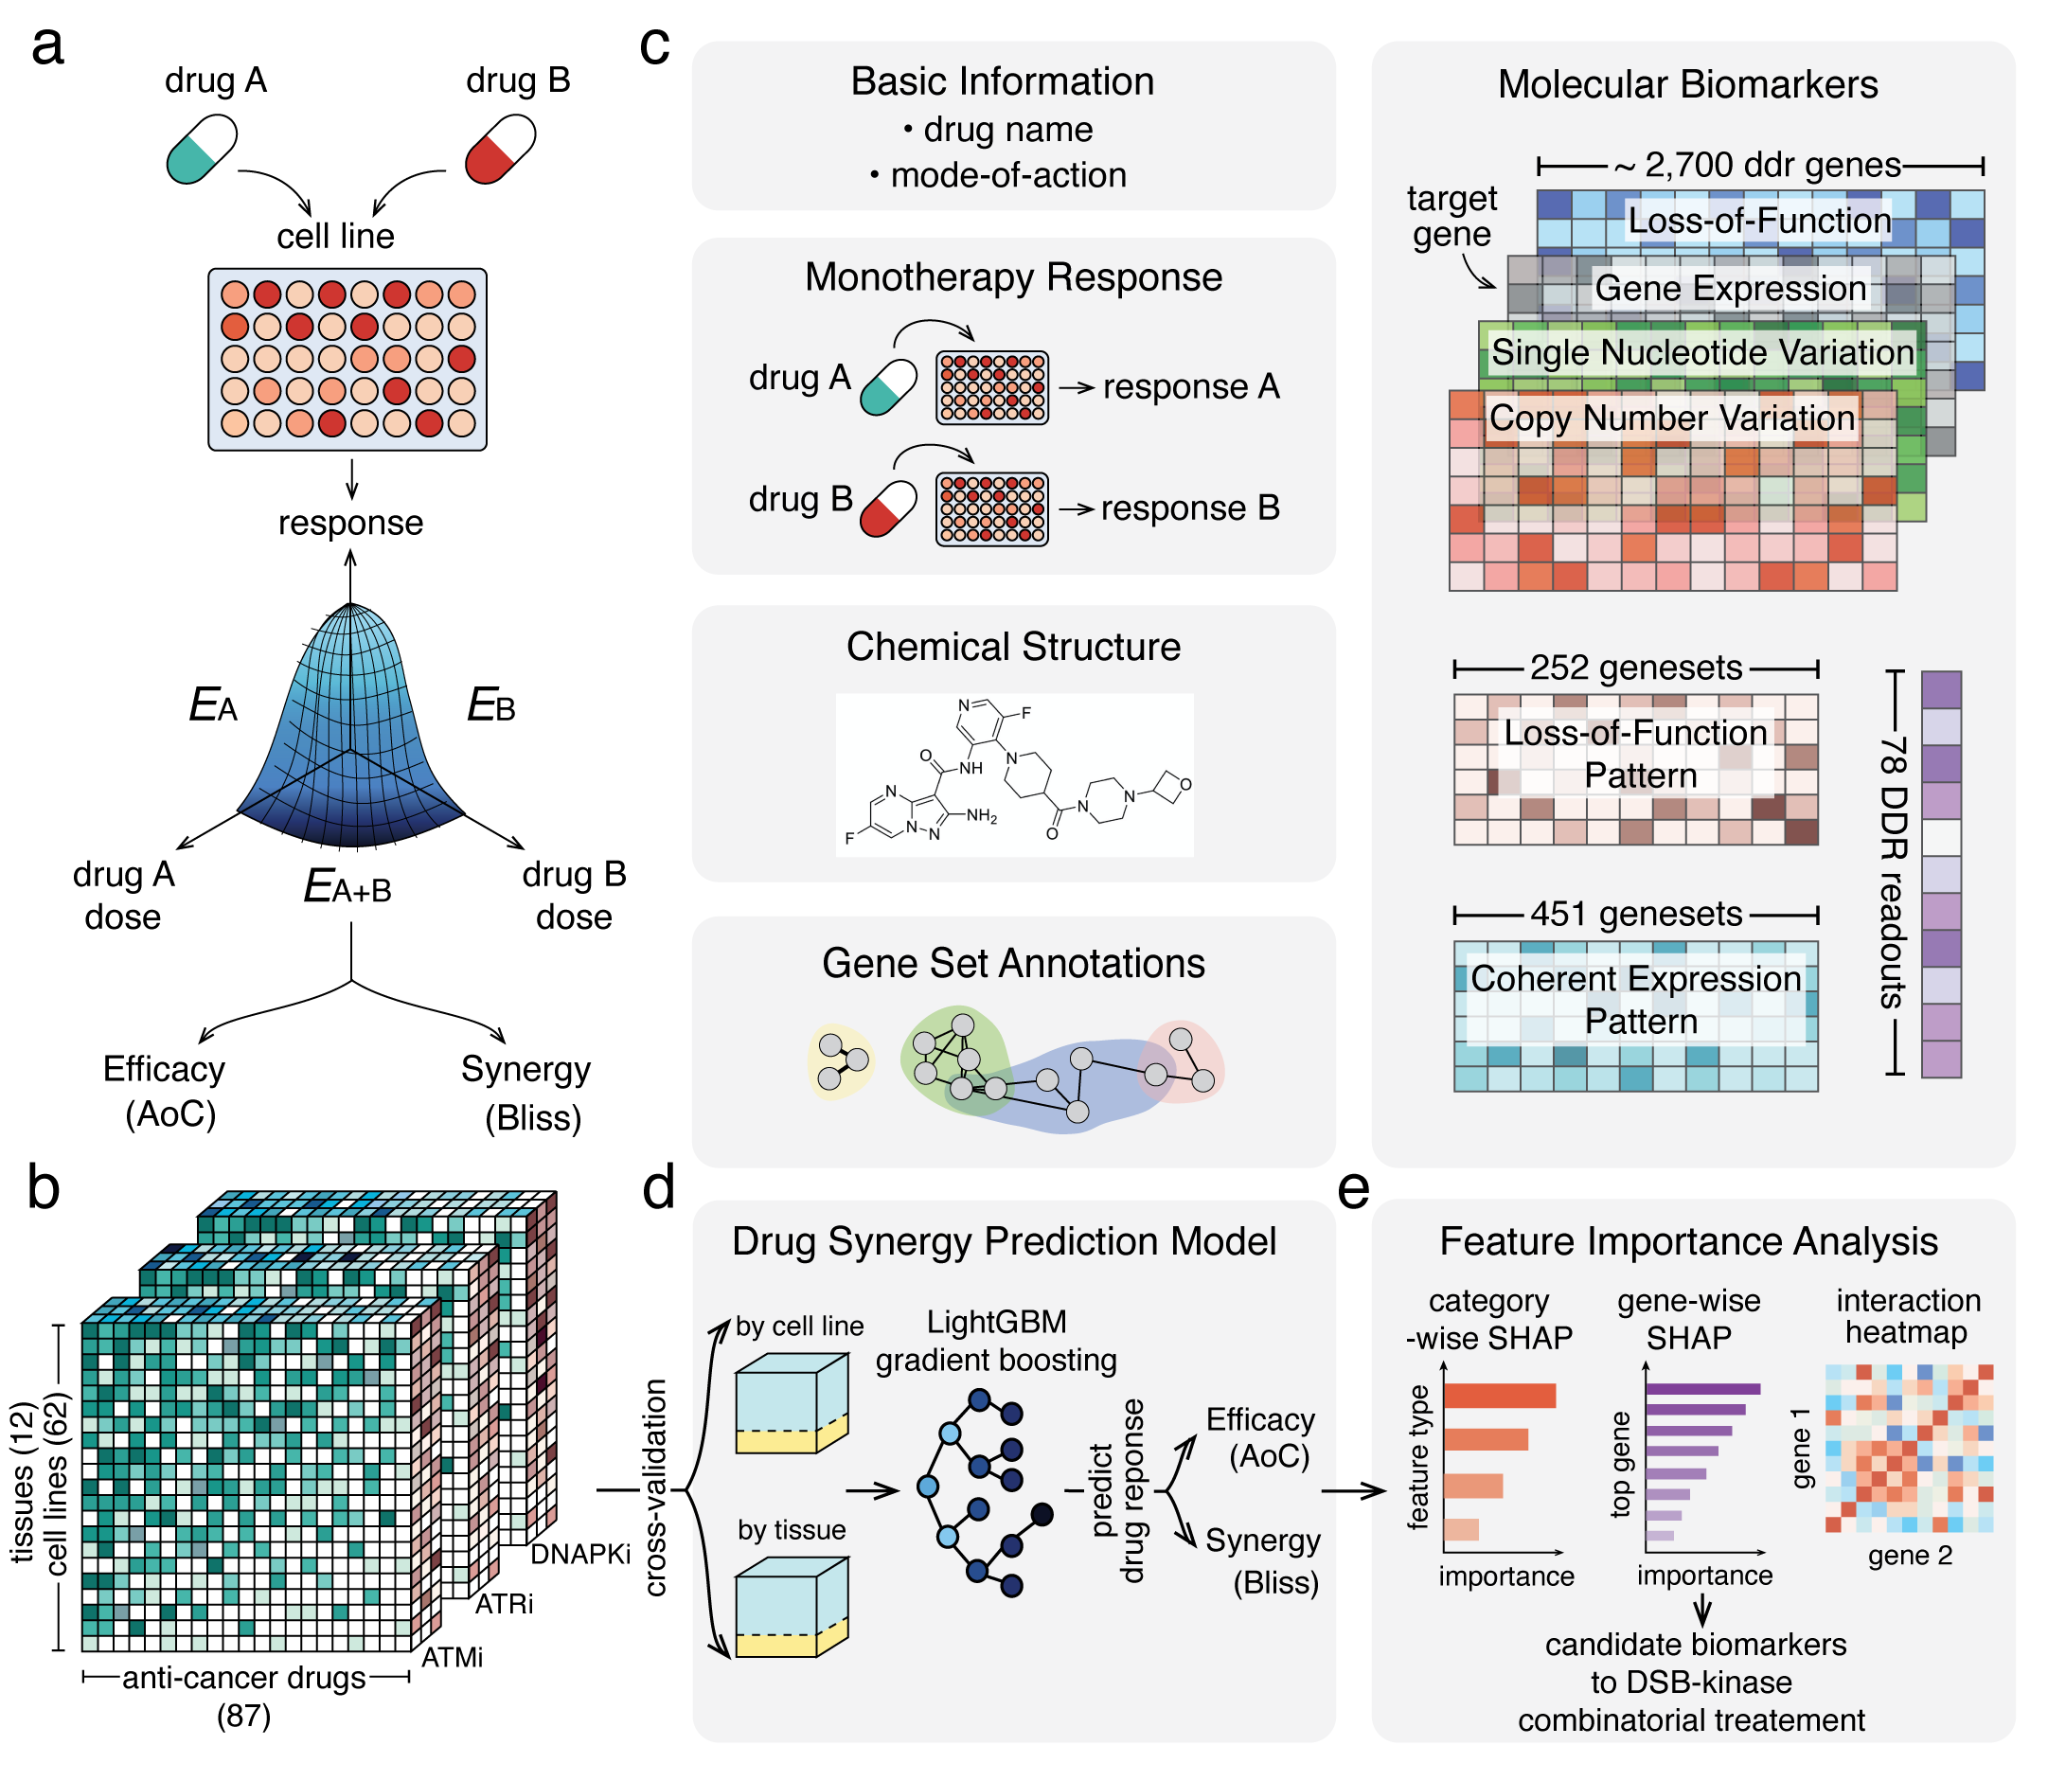 a
drug A
drug B
cell line
response
EA
EB
drug A
dose
EA+B
drug B
dose
Efficacy
(AoC)
Synergy
(Bliss)
b
tissues (12)
cell lines (62)
DNAPKi
ATRi
ATMi
anti-cancer drugs
(87)
c
Basic Information
• drug name
• mode-of-action
Monotherapy Response
drug A
response A
drug B
response B
Chemical Structure
N
F
O
NH
N
N
N
N
NH2
F
N
O
N
N
O
Gene Set Annotations
Molecular Biomarkers
~ 2,700 ddr genes
target
gene
Loss-of-Function
Gene Expression
Single Nucleotide Variation
Copy Number Variation
252 genesets
Loss-of-Function
Pattern
78 DDR readouts
451 genesets
Coherent Expression
Pattern
d
Drug Synergy Prediction Model
cross-validation
by cell line
by tissue
LightGBM
gradient boosting
predict
drug reponse
Efficacy
(AoC)
Synergy
(Bliss)
e
Feature Importance Analysis
category
-wise SHAP
feature type
importance
gene-wise
SHAP
top gene
importance
interaction
heatmap
gene 1
gene 2
candidate biomarkers
to DSB-kinase
combinatorial treatement